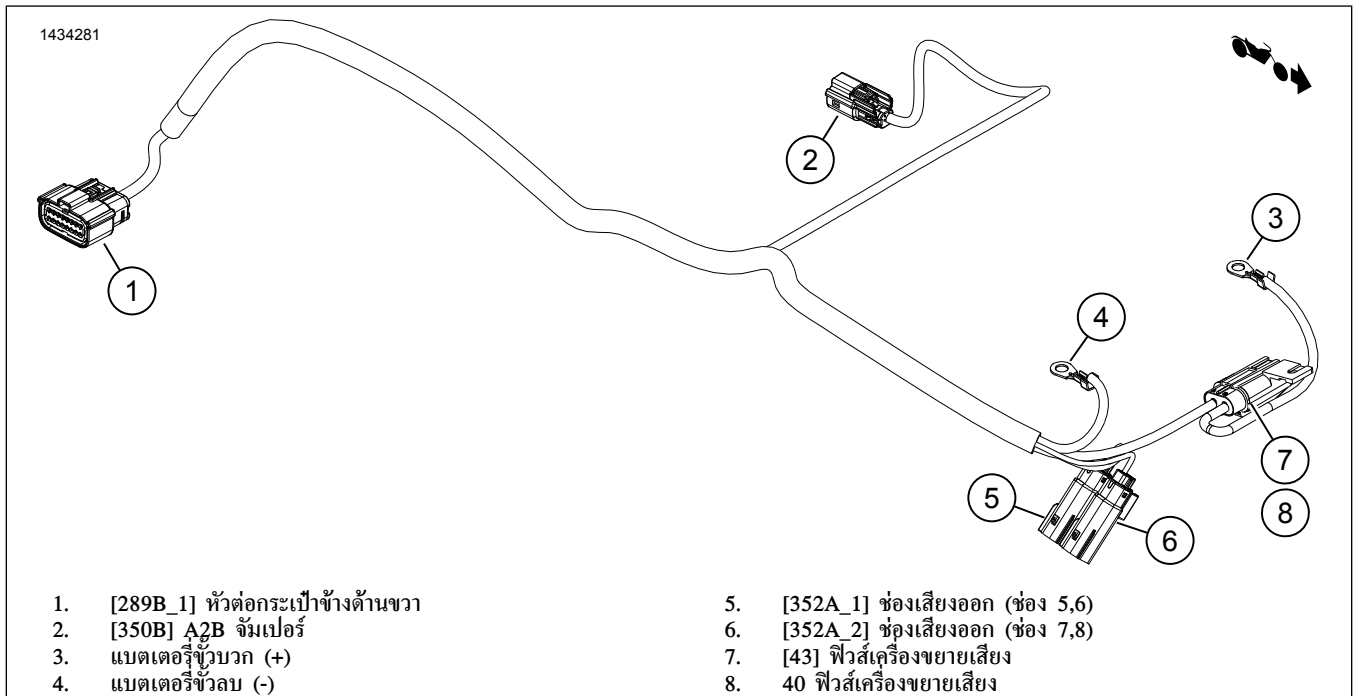 1434281
2
3
1
4
7
5
8
6
1. [289B_1] หัวต่อกระเป๋าข้างด้านขวา
2. [350B] A2B จัมเปอร์
3. แบตเตอรี่ขั้วบวก (+)
4. แบตเตอรี่ขั้วลบ (-)
5. [352A_1] ช่องเสียงออก (ช่อง 5,6)
6. [352A_2] ช่องเสียงออก (ช่อง 7,8)
7. [43] ฟิวส์เครื่องขยายเสียง
8. 40 ฟิวส์เครื่องขยายเสียง